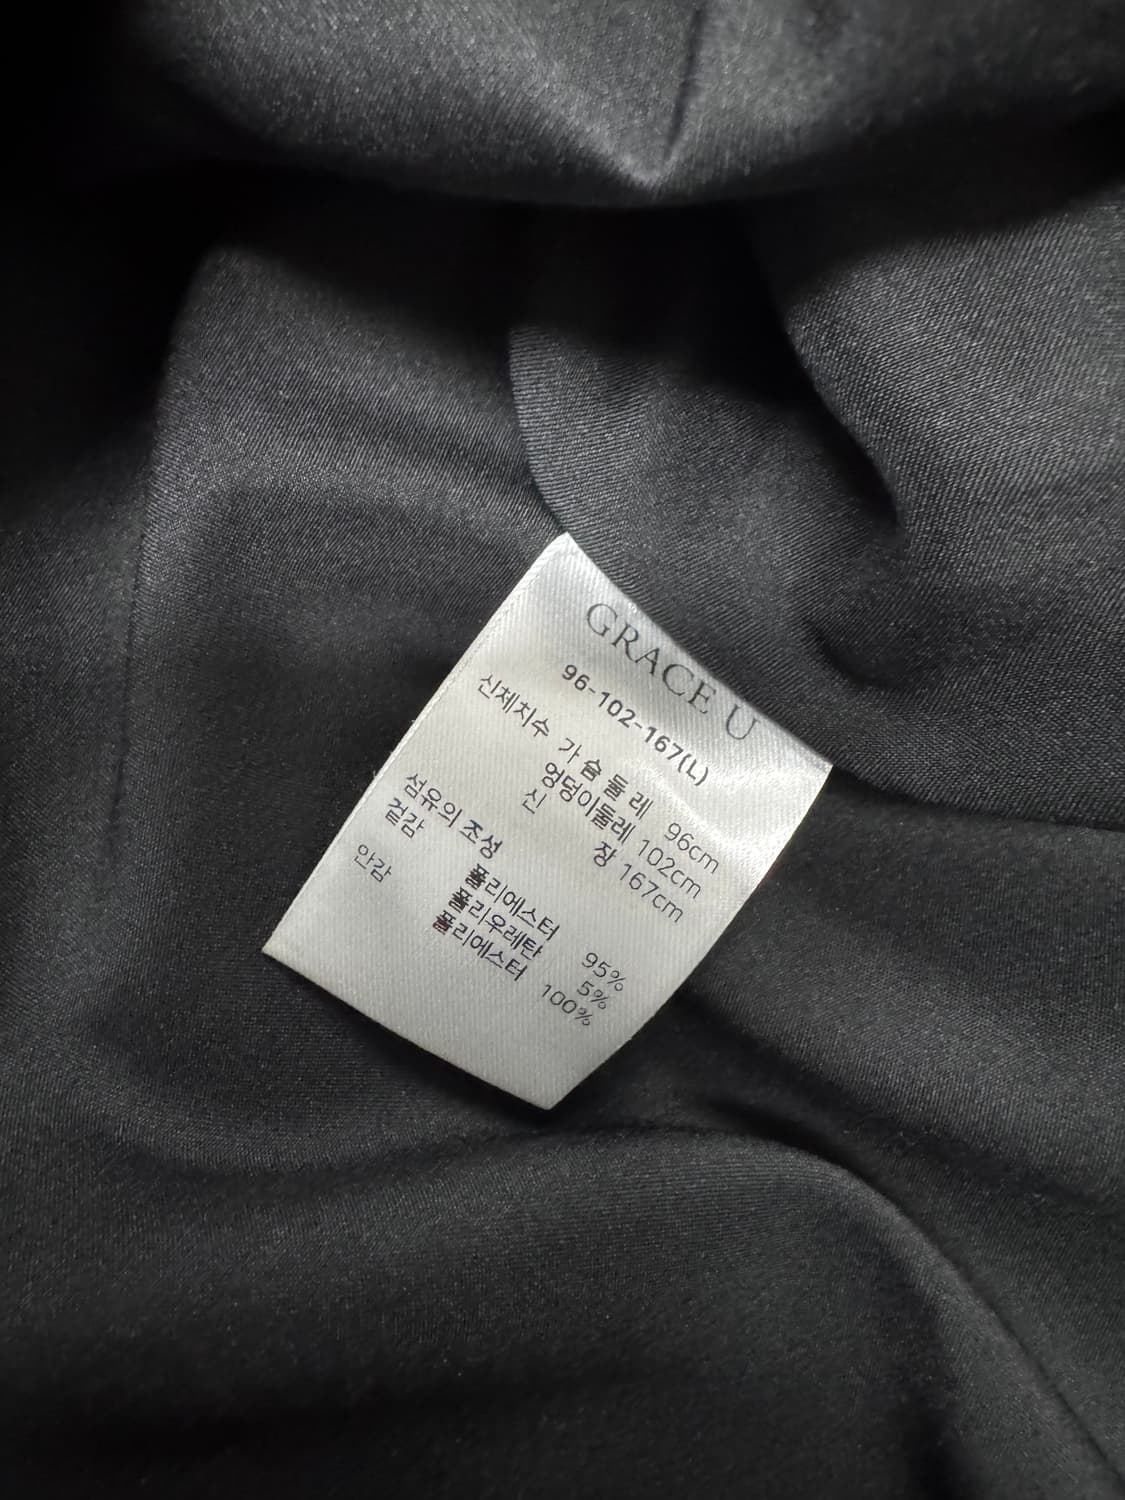 GRACE U
96-102-167(L)
신체치수 가슴둘레 96cm
엉덩이둘레 102cm
신 장 167cm
섬유의 조성
겉감 폴리에스터 95%
폴리우레탄 5%
안감 폴리에스터 100%